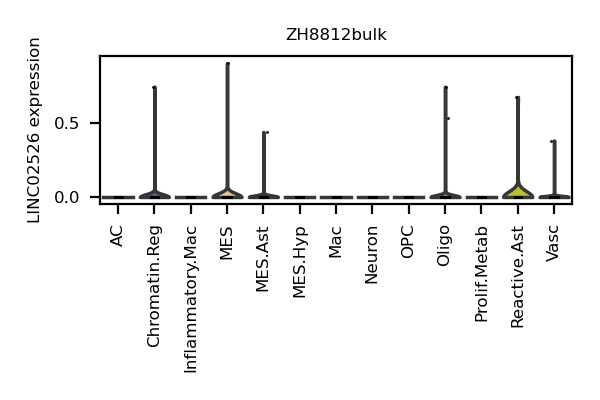 ZH8812bulk
LINC02526 expression
0.5
0.0
AC
Chromatin.Reg
Inflammatory.Mac
MES
MES.Ast
MES.Hyp
Mac
Neuron
OPC
Oligo
Prolif.Metab
Reactive.Ast
Vasc